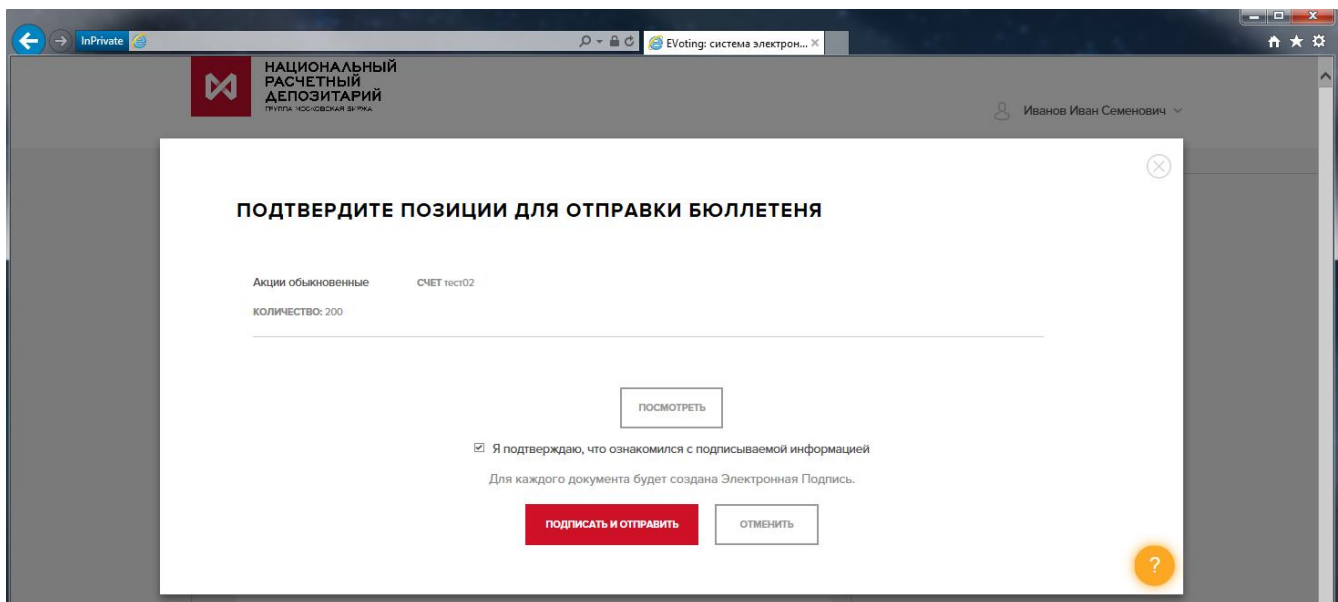 InPrivate
EVoting: система электрон...
НАЦИОНАЛЬНЫЙ
РАСЧЕТНЫЙ
ДЕПОЗИТАРИЙ
ГРУППА МОСКОВСКАЯ БИРЖА
Иванов Иван Семенович
ПОДТВЕРДИТЕ ПОЗИЦИИ ДЛЯ ОТПРАВКИ БЮЛЛЕТЕНЯ
Акции обыкновенные СЧЕТ тест02
КОЛИЧЕСТВО: 200
ПОСМОТРЕТЬ
Я подтверждаю, что ознакомился с подписываемой информацией
Для каждого документа будет создана Электронная Подпись.
ПОДПИСАТЬ И ОТПРАВИТЬ ОТМЕНИТЬ
?